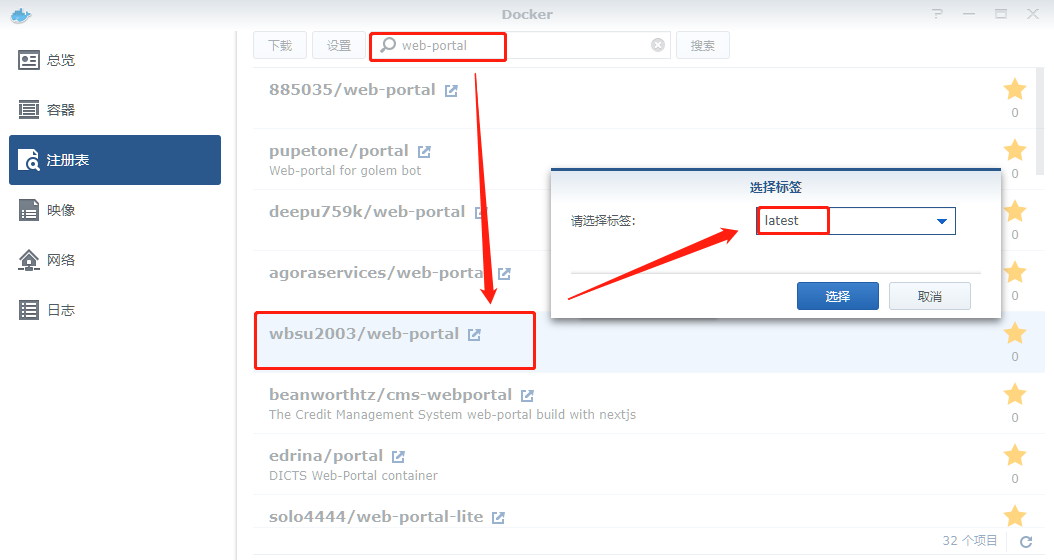 Docker
总览
容器
注册表
映像
网络
日志
下载 设置 web-portal 搜索
885035/web-portal
0
pupetone/portal
Web-portal for golem bot
0
deepu759k/web-portal
0
agoraservices/web-portal
0
wbsu2003/web-portal
0
beanworthtz/cms-webportal
The Credit Management System web-portal build with nextjs
0
edrina/portal
DICTS Web-Portal container
0
solo4444/web-portal-lite
32 个项目
选择标签
请选择标签: latest
选择 取消